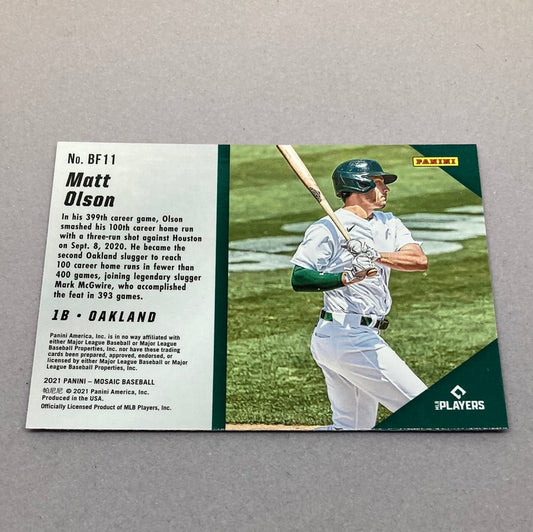 No. BF11
Matt
Olson
In his 399th career game, Olson
smashed his 100th career home run
with a three-run shot against Houston
on Sept. 8, 2020. He became the
second Oakland slugger to reach
100 career home runs in fewer than
400 games, joining legendary slugger
Mark McGwire, who accomplished
the feat in 393 games.
1B • OAKLAND
Panini America, Inc. is in no way affiliated with
either Major League Baseball or Major League
Baseball Properties, Inc. nor have these trading
cards been prepared, approved, endorsed, or
licensed by either Major League Baseball or Major
League Baseball Properties, Inc.
2021 PANINI – MOSAIC BASEBALL
帕尼尼 © 2021 Panini America, Inc.
Produced in the USA.
Officially Licensed Product of MLB Players, Inc.
PANINI
MLB PLAYERS